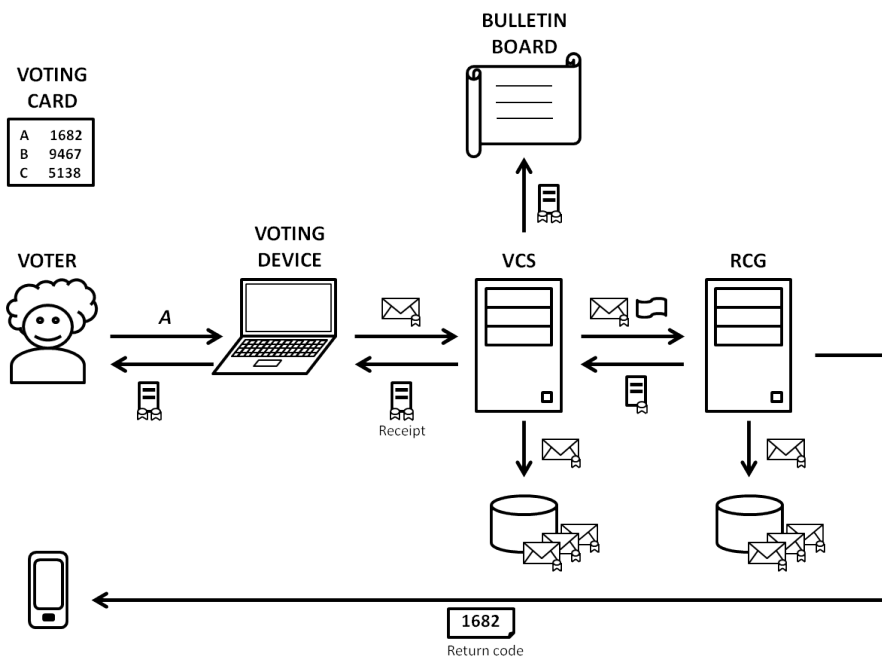 BULLETIN
BOARD
VOTING
CARD
A 1682
B 9467
C 5138
VOTER
VOTING
DEVICE
VCS
RCG
A
Receipt
1682
Return code